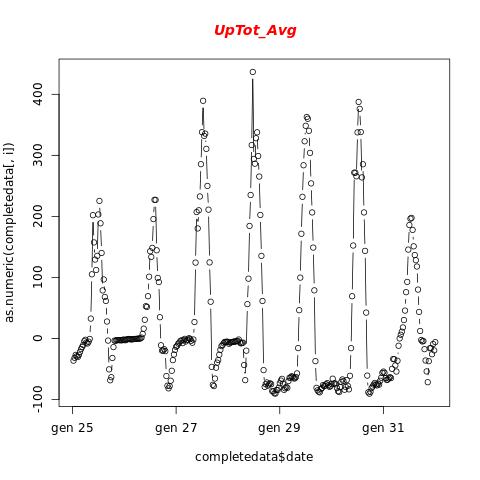 UpTot_Avg
as.numeric(completedata[, i])
400
300
200
100
0
-100
gen 25
gen 27
gen 29
gen 31
completedata$date